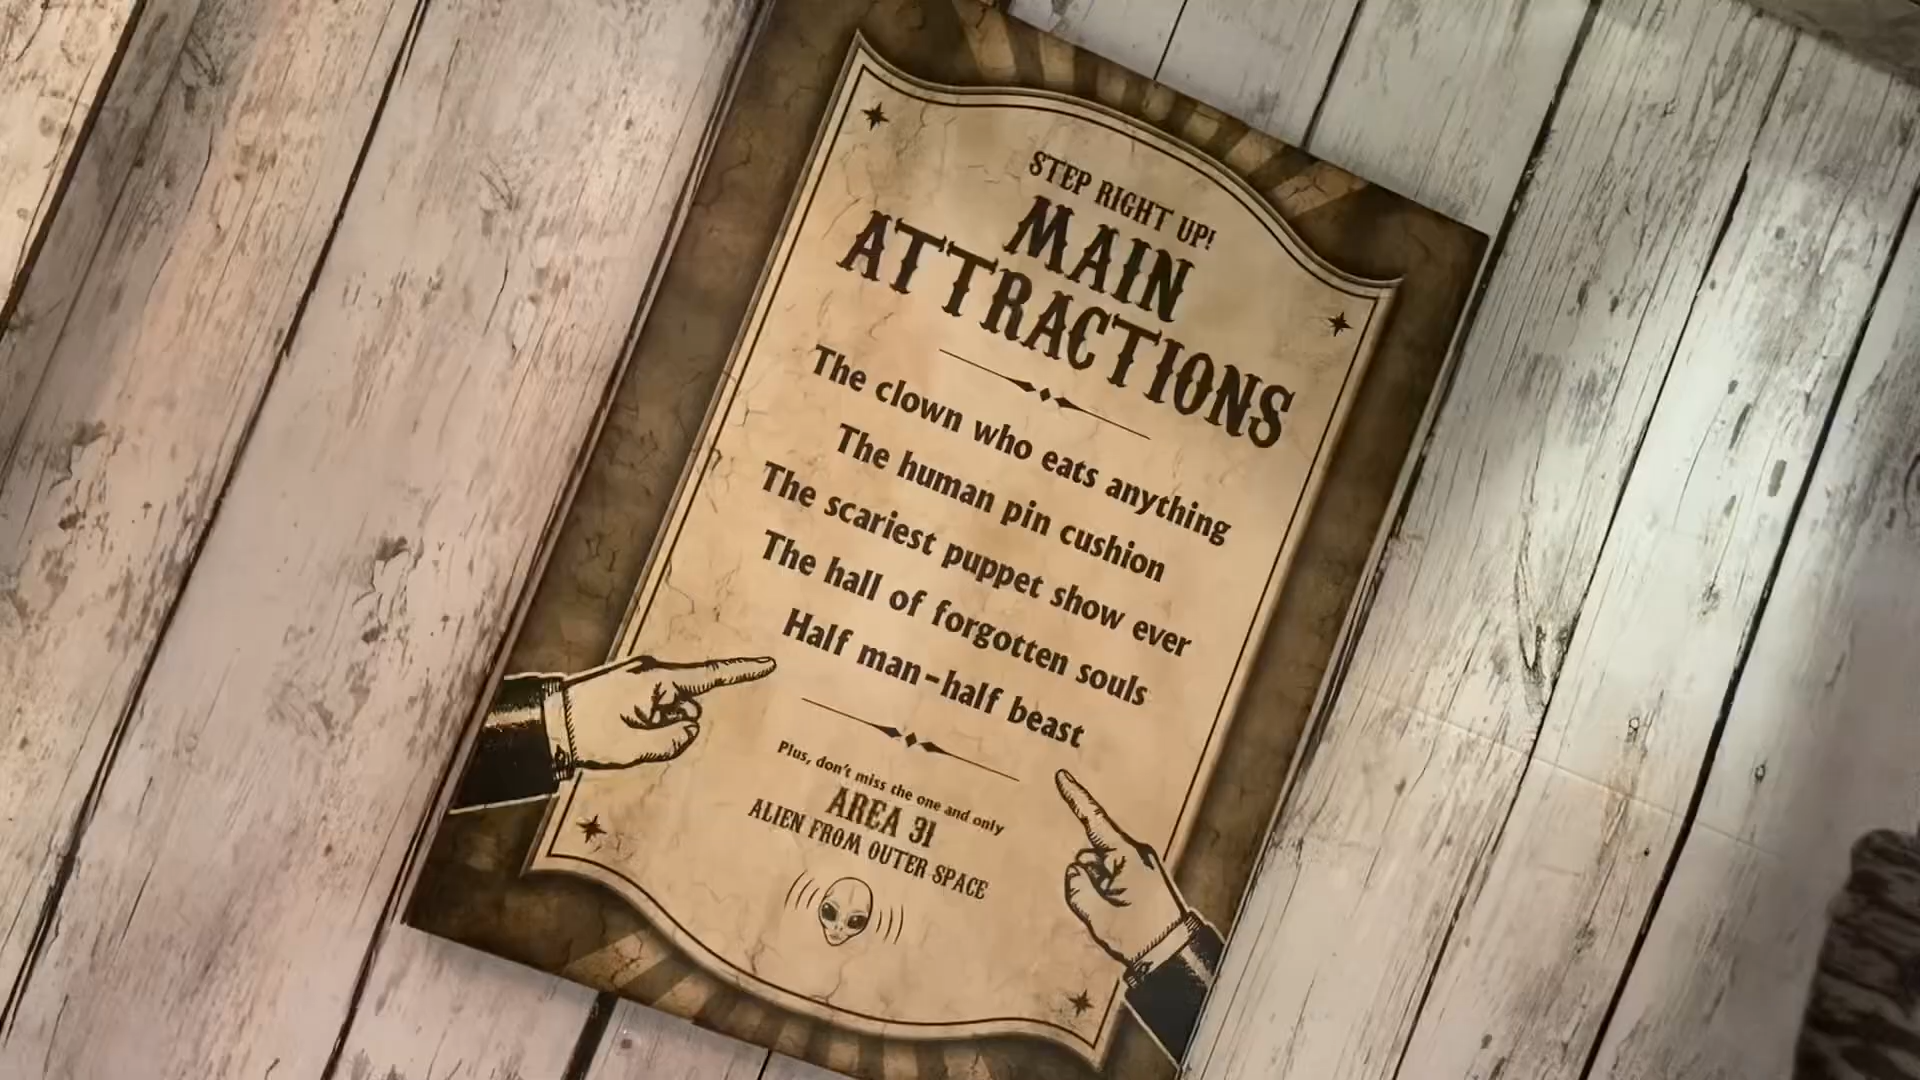 STEP RIGHT UP!
MAIN
ATTRACTIONS
The clown who eats anything
The human pin cushion
The scariest puppet show ever
The hall of forgotten souls
Half man-half beast
Plus, don't miss the one and only
AREA 31
ALIEN FROM OUTER SPACE